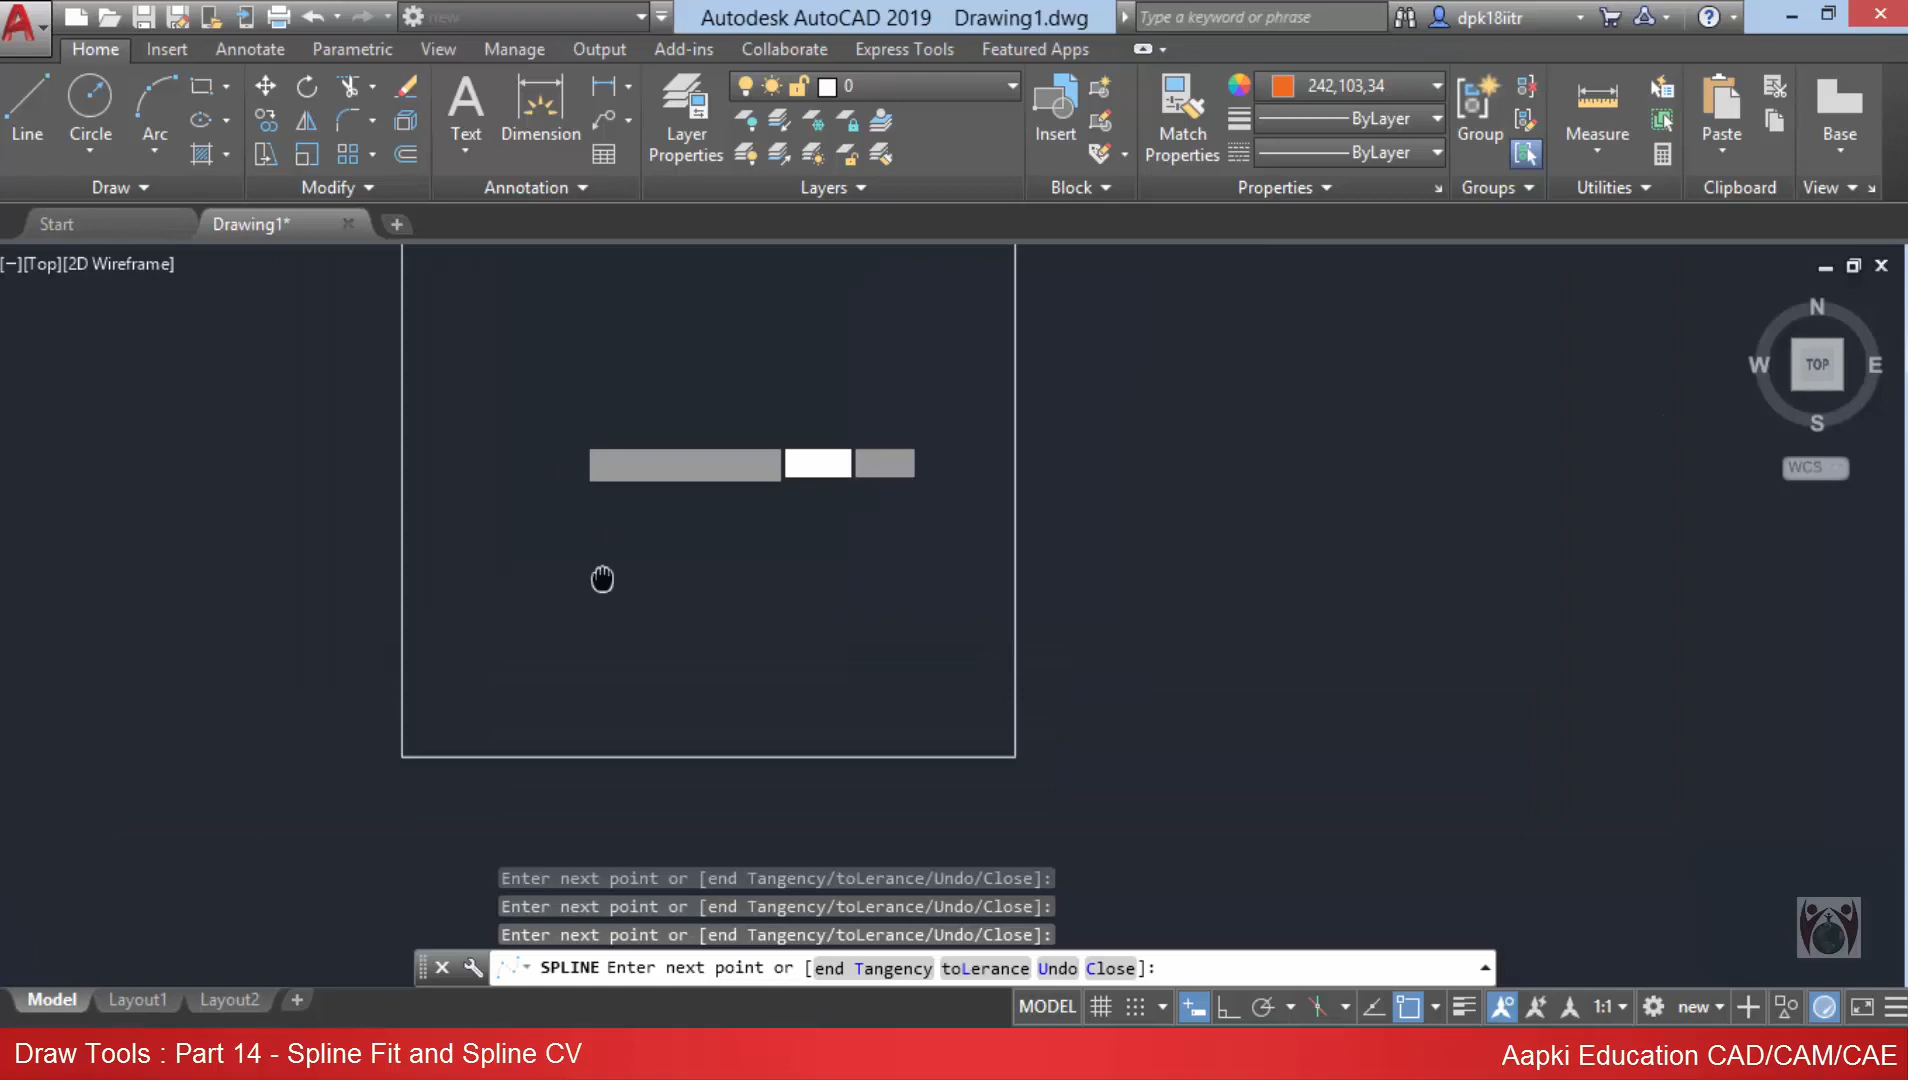 new
Autodesk AutoCAD 2019 Drawing1.dwg
Type a keyword or phrase
dpk18iitr
Home Insert Annotate Parametric View Manage Output Add-ins Collaborate Express Tools Featured Apps
Line Circle Arc
Text Dimension
Layer Properties
0
Insert
Match Properties
242,103,34
ByLayer
ByLayer
Group
Measure
Paste
Base
Draw Modify Annotation Layers Block Properties Groups Utilities Clipboard View
Start Drawing1*
[−][Top][2D Wireframe]
N
W TOP E
S
WCS
Enter next point or [end Tangency/toLerance/Undo/Close]:
Enter next point or [end Tangency/toLerance/Undo/Close]:
Enter next point or [end Tangency/toLerance/Undo/Close]:
SPLINE Enter next point or [end Tangency toLerance Undo Close]:
Model Layout1 Layout2
MODEL 1:1 new
Draw Tools : Part 14 - Spline Fit and Spline CV
Aapki Education CAD/CAM/CAE